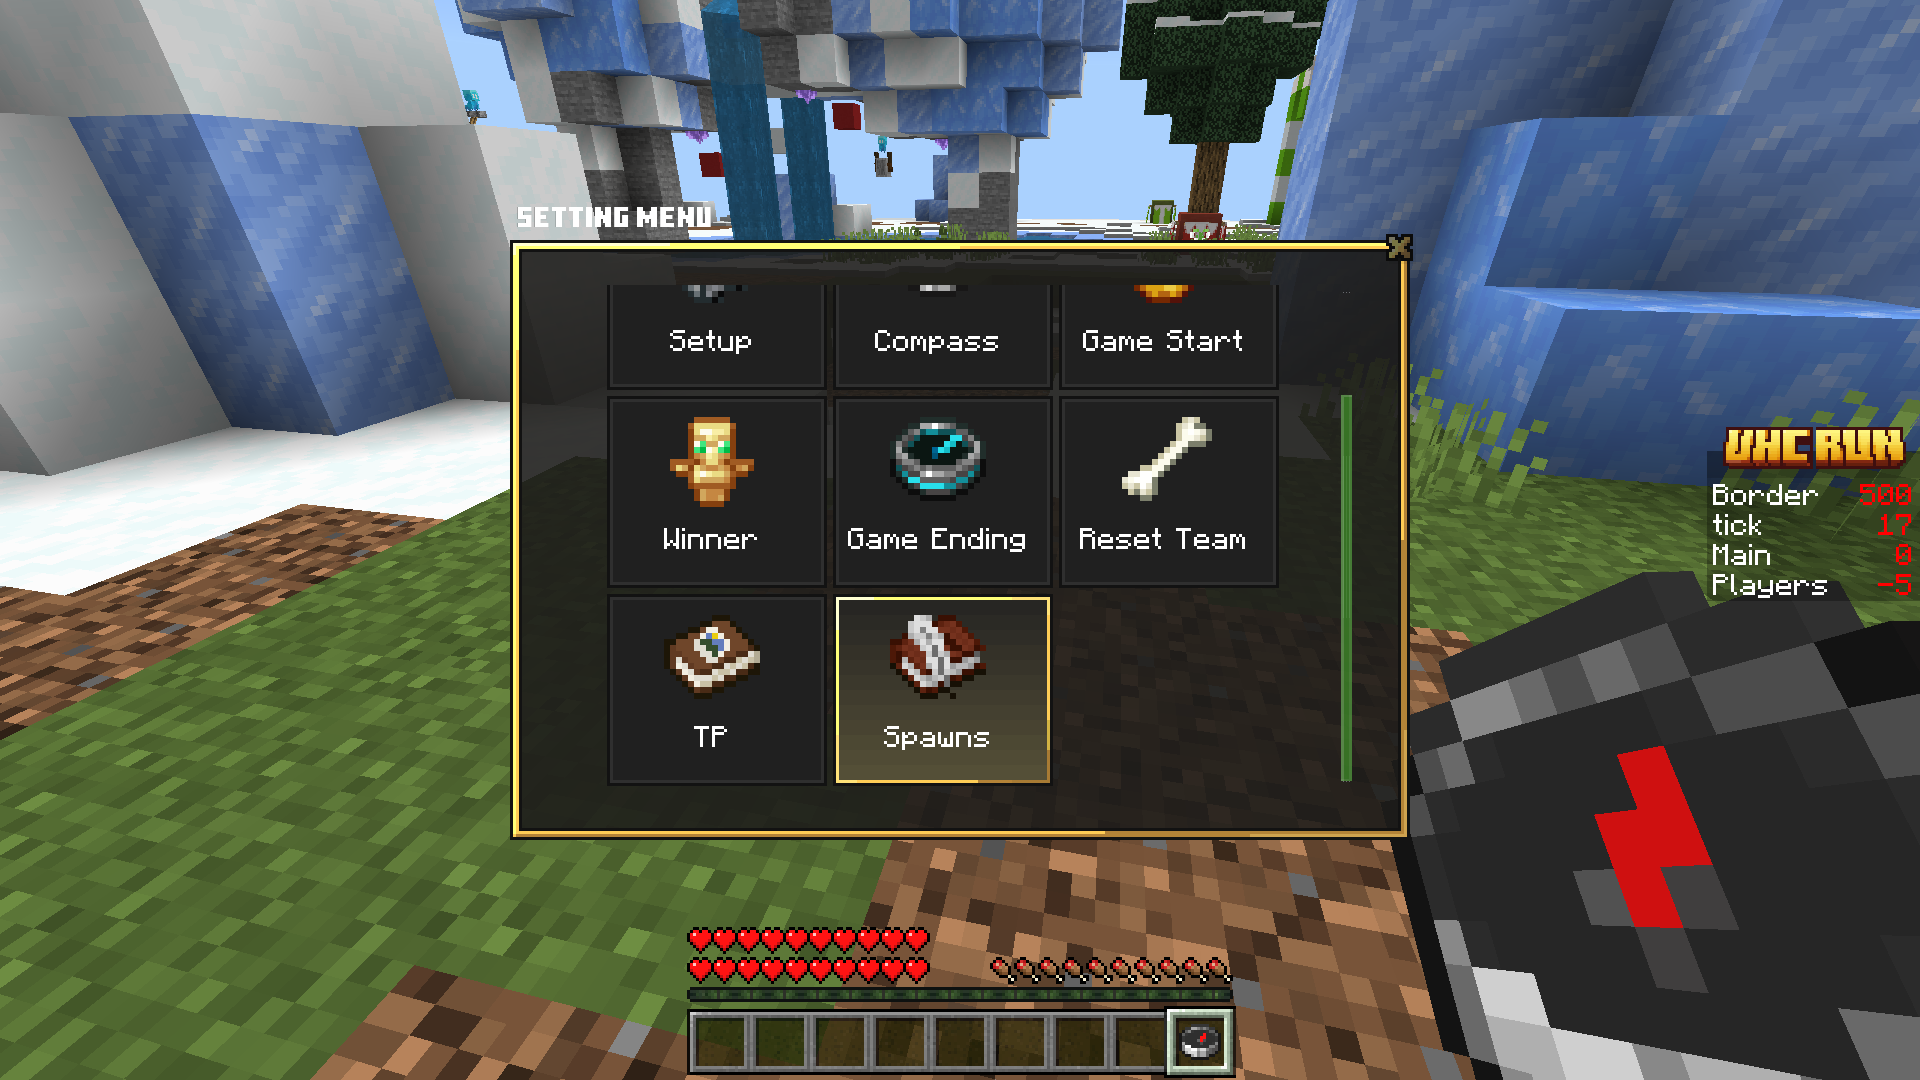 SETTING MENU
Setup
Compass
Game Start
Winner
Game Ending
Reset Team
TP
Spawns
UHC RUN
Border 500
tick 17
Main 0
Players -5